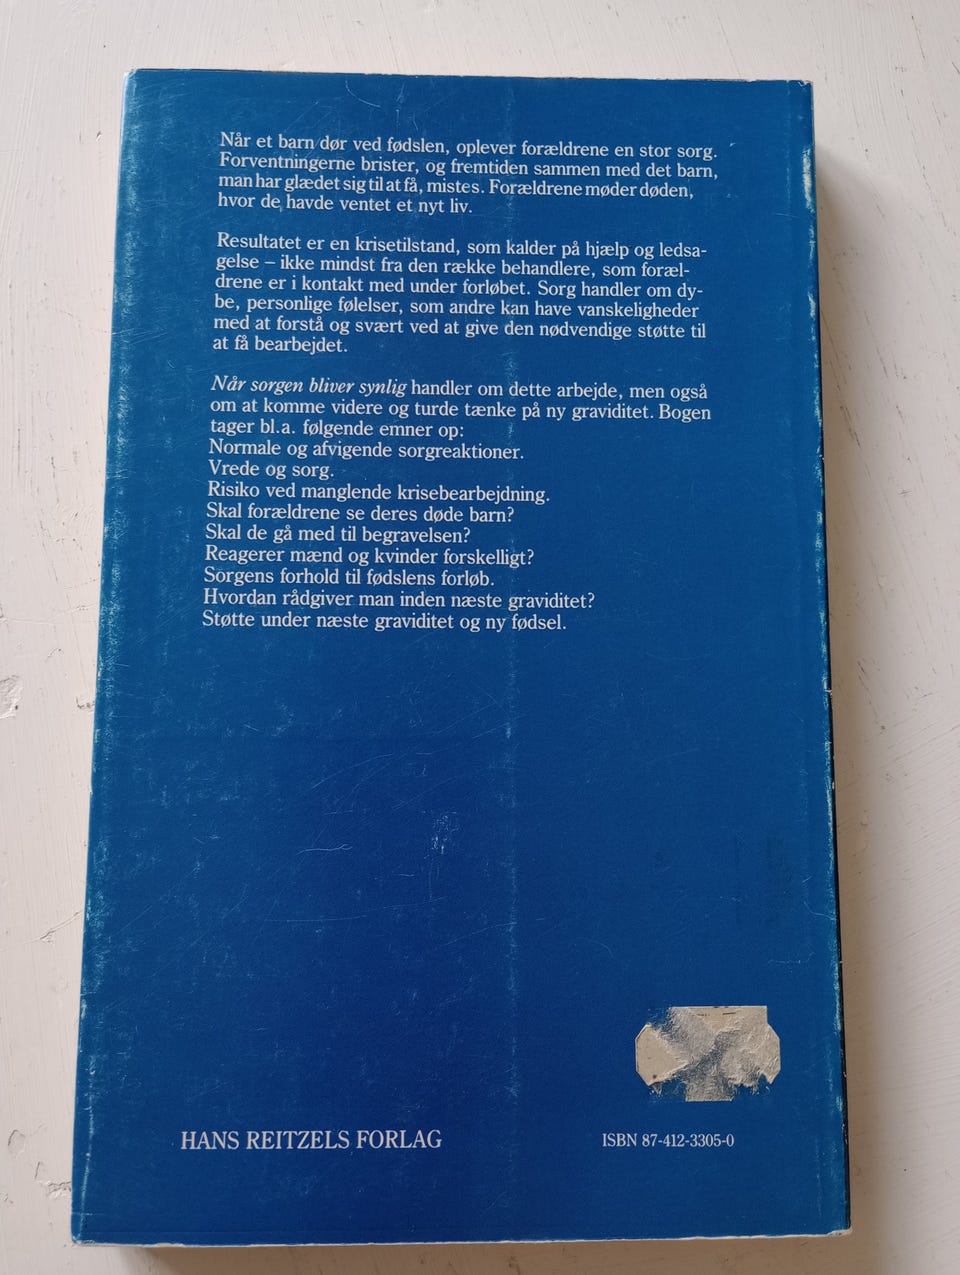 Når et barn dør ved fødslen, oplever forældrene en stor sorg.
Forventningerne brister, og fremtiden sammen med det barn,
man har glædet sig til at få, mistes. Forældrene møder døden,
hvor de havde ventet et nyt liv.
Resultatet er en krisetilstand, som kalder på hjælp og ledsa-
gelse – ikke mindst fra den række behandlere, som foræl-
drene er i kontakt med under forløbet. Sorg handler om dy-
be, personlige følelser, som andre kan have vanskeligheder
med at forstå og svært ved at give den nødvendige støtte til
at få bearbejdet.
Når sorgen bliver synlig handler om dette arbejde, men også
om at komme videre og turde tænke på ny graviditet. Bogen
tager bl.a. følgende emner op:
Normale og afvigende sorgreaktioner.
Vrede og sorg.
Risiko ved manglende krisebearbejdning.
Skal forældrene se deres døde barn?
Skal de gå med til begravelsen?
Reagerer mænd og kvinder forskelligt?
Sorgens forhold til fødslens forløb.
Hvordan rådgiver man inden næste graviditet?
Støtte under næste graviditet og ny fødsel.
HANS REITZELS FORLAG
ISBN 87-412-3305-0